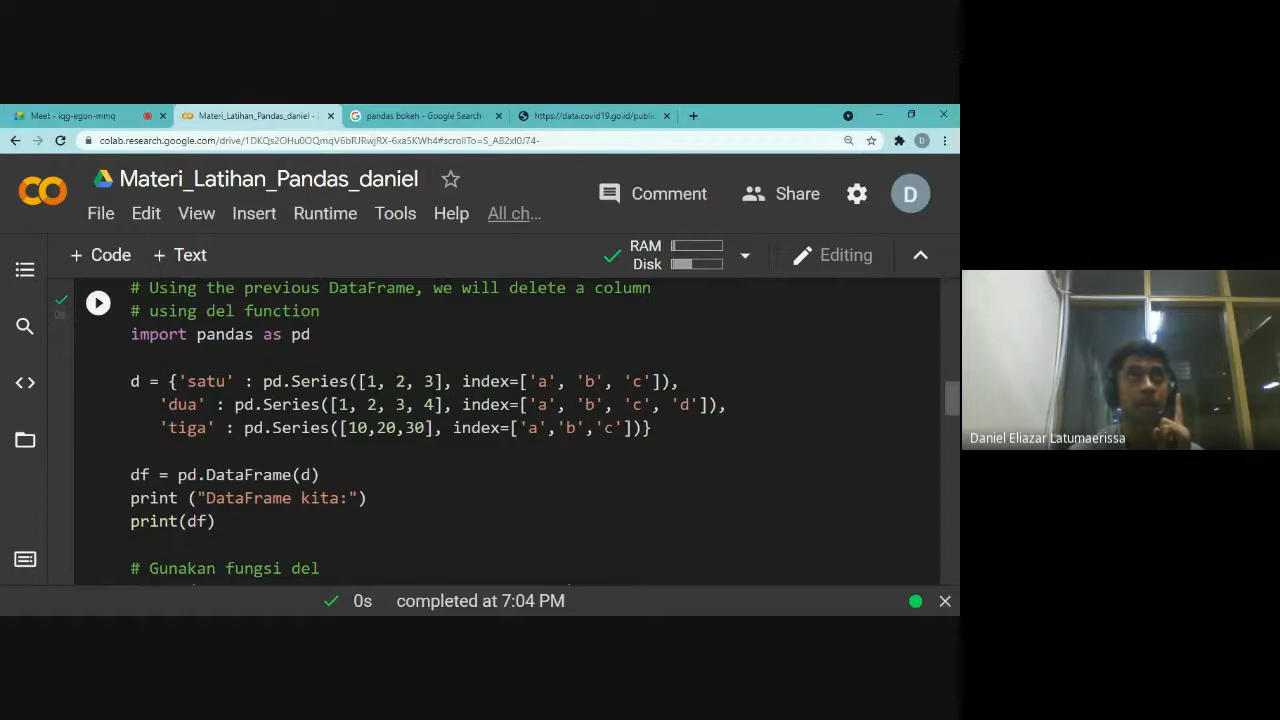 Meet - iqg-egon-mmq
Materi_Latihan_Pandas_daniel -
pandas bokeh - Google Search
https://data.covid19.go.id/public
colab.research.google.com/drive/1DKQs2OHu0OQmqV6bRJRwjRX-6xa5KWh4#scrollTo=S_AB2xI0J74-
D
Materi_Latihan_Pandas_daniel
Comment
Share
D
File Edit View Insert Runtime Tools Help All ch...
+ Code + Text
RAM
Disk
Editing
0s
# Using the previous DataFrame, we will delete a column
# using del function
import pandas as pd
d = {'satu' : pd.Series([1, 2, 3], index=['a', 'b', 'c']),
'dua' : pd.Series([1, 2, 3, 4], index=['a', 'b', 'c', 'd']),
'tiga' : pd.Series([10,20,30], index=['a','b','c'])}
df = pd.DataFrame(d)
print ("DataFrame kita:")
print(df)
# Gunakan fungsi del
0s completed at 7:04 PM
Daniel Eliazar Latumaerissa